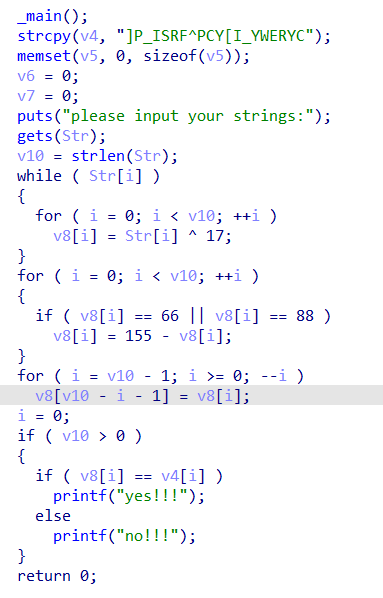 _main();
strcpy(v4, "]P_ISRF^PCY[I_YWERYC");
memset(v5, 0, sizeof(v5));
v6 = 0;
v7 = 0;
puts("please input your strings:");
gets(Str);
v10 = strlen(Str);
while ( Str[i] )
{
for ( i = 0; i < v10; ++i )
v8[i] = Str[i] ^ 17;
}
for ( i = 0; i < v10; ++i )
{
if ( v8[i] == 66 || v8[i] == 88 )
v8[i] = 155 - v8[i];
}
for ( i = v10 - 1; i >= 0; --i )
v8[v10 - i - 1] = v8[i];
i = 0;
if ( v10 > 0 )
{
if ( v8[i] == v4[i] )
printf("yes!!!");
else
printf("no!!!");
}
return 0;